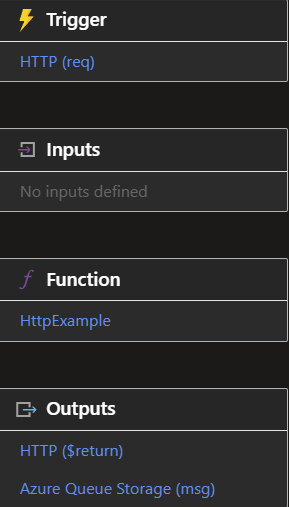 Trigger
HTTP (req)
Inputs
No inputs defined
Function
HttpExample
Outputs
HTTP ($return)
Azure Queue Storage (msg)